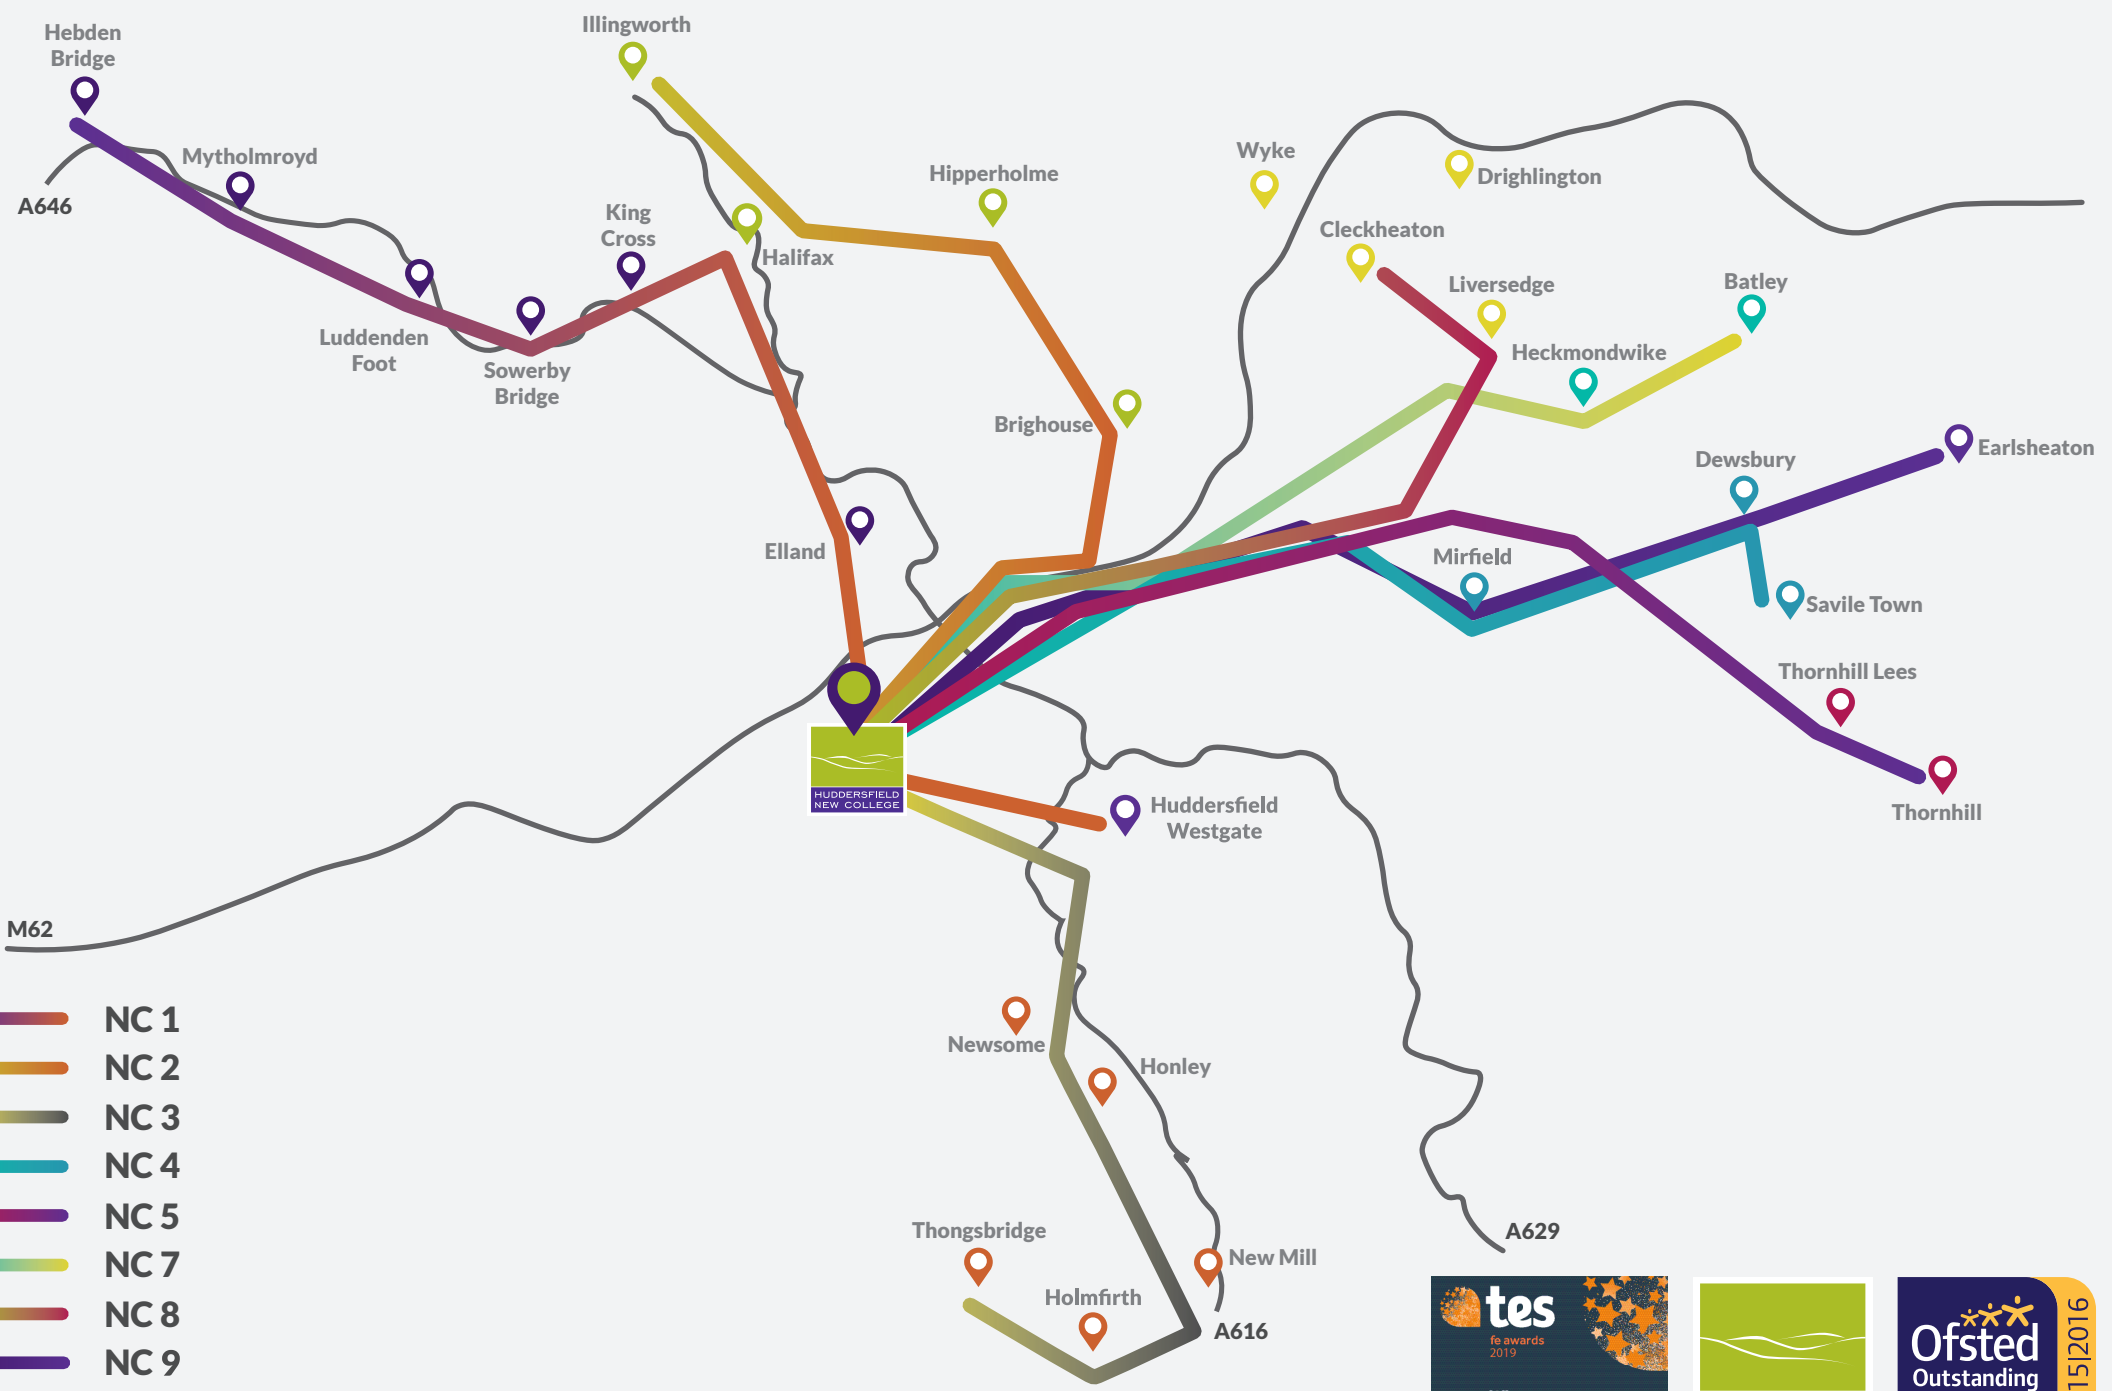 Hebden
Bridge
Illingworth
Mytholmroyd
A646
King
Cross
Halifax
Hipperholme
Wyke
Drighlington
Cleckheaton
Liversedge
Batley
Heckmondwike
Luddenden
Foot
Sowerby
Bridge
Brighouse
Earlsheaton
Dewsbury
Elland
Mirfield
Savile Town
Thornhill Lees
Thornhill
HUDDERSFIELD
NEW COLLEGE
Huddersfield
Westgate
M62
NC 1
NC 2
NC 3
NC 4
NC 5
NC 7
NC 8
NC 9
Newsome
Honley
Thongsbridge
New Mill
Holmfirth
A616
A629
tes
fe awards
2019
Ofsted
Outstanding
15|2016